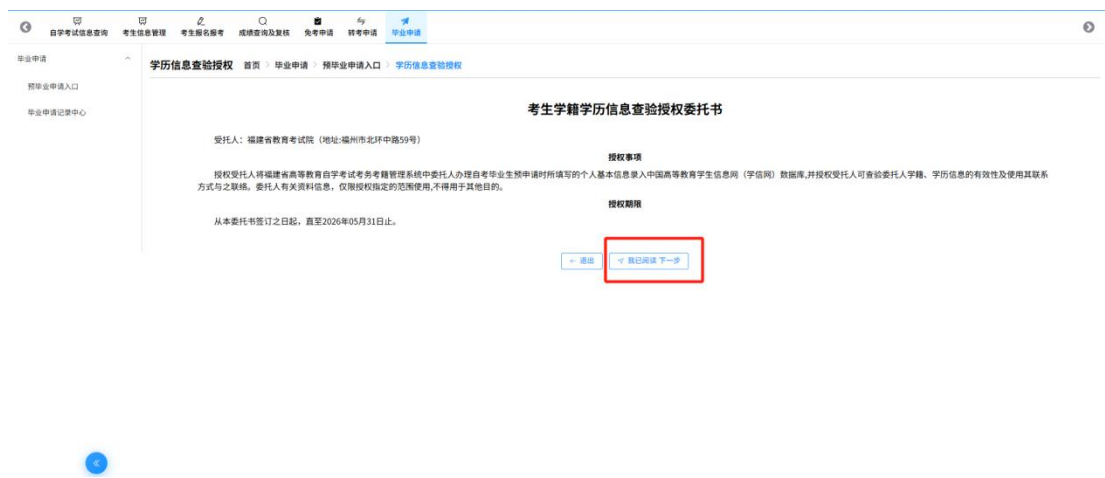 自学考试信息查询 考生信息管理 考生报名报考 成绩查询及复核 免考申请 转考申请 毕业申请
毕业申请
学历信息查验授权 首页 > 毕业申请 > 预毕业申请入口 > 学历信息查验授权
预毕业申请入口
毕业申请记录中心
考生学籍学历信息查验授权委托书
受托人：福建省教育考试院（地址:福州市北环中路59号）
授权事项
授权受托人将福建省高等教育自学考试考务考籍管理系统中委托人办理自考毕业生预申请时所填写的个人基本信息录入中国高等教育学生信息网（学信网）数据库,并授权受托人可查验委托人学籍、学历信息的有效性及使用其联系
方式与之联络。委托人有关资料信息，仅限授权指定的范围使用,不得用于其他目的。
授权期限
从本委托书签订之日起，直至2026年05月31日止。
← 退出 我已阅读 下一步